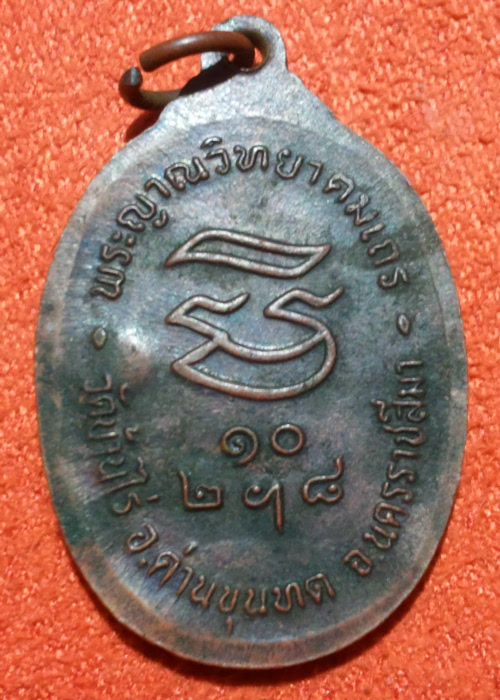 พระญาณวิทยาคมเถร
๑๐
๒๕๘
วัดบ้านไร่ อ.ด่านขุนทด จ.นครราชสีมา